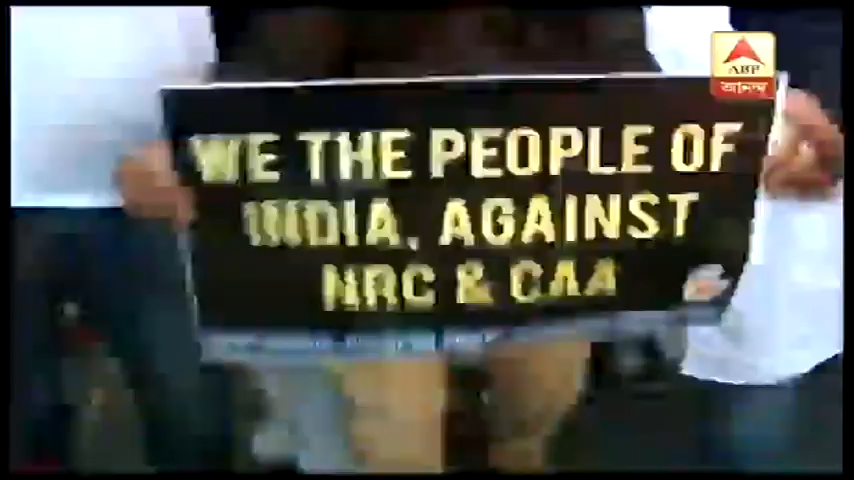 ABP
আনন্দ
WE THE PEOPLE OF
INDIA, AGAINST
NRC & CAA